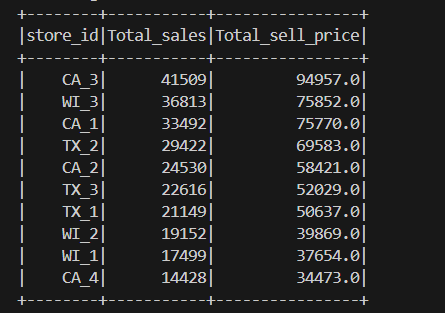 +--------+-----------+----------------+
|store_id|Total_sales|Total_sell_price|
+--------+-----------+----------------+
|    CA_3|      41509|         94957.0|
|    WI_3|      36813|         75852.0|
|    CA_1|      33492|         75770.0|
|    TX_2|      29422|         69583.0|
|    CA_2|      24530|         58421.0|
|    TX_3|      22616|         52029.0|
|    TX_1|      21149|         50637.0|
|    WI_2|      19152|         39869.0|
|    WI_1|      17499|         37654.0|
|    CA_4|      14428|         34473.0|
+--------+-----------+----------------+